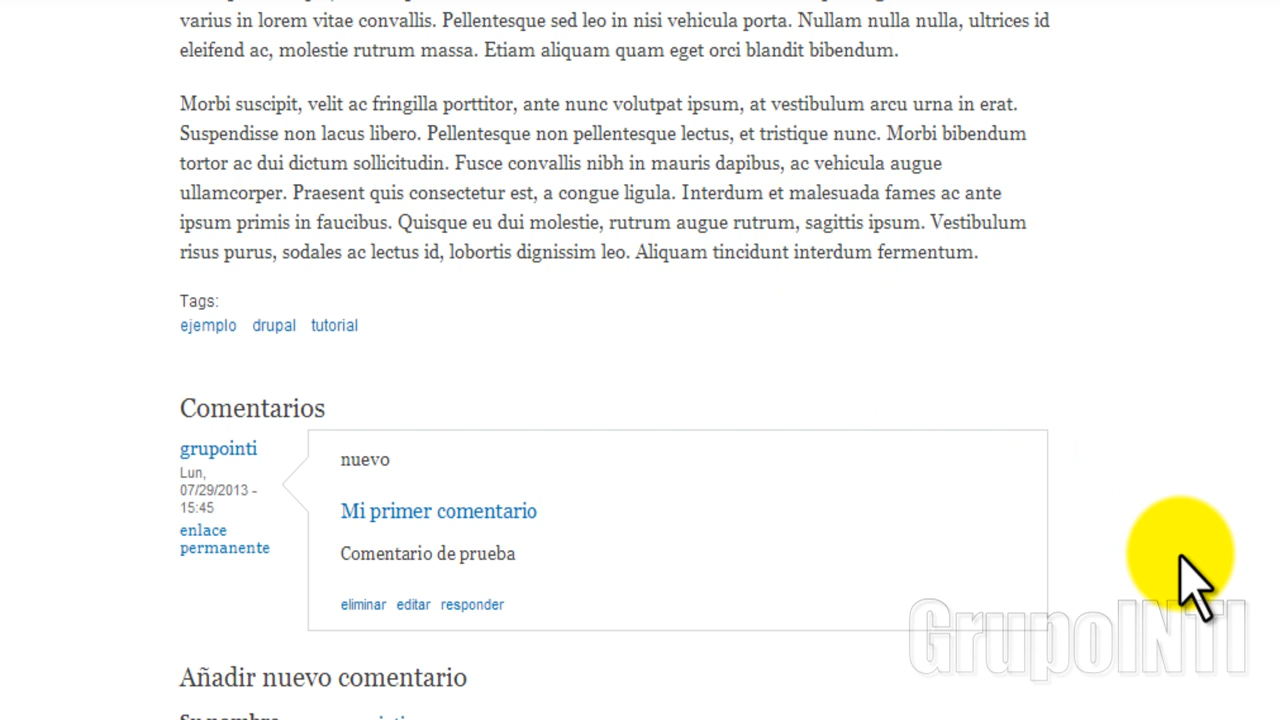 varius in lorem vitae convallis. Pellentesque sed leo in nisi vehicula porta. Nullam nulla nulla, ultrices id
eleifend ac, molestie rutrum massa. Etiam aliquam quam eget orci blandit bibendum.
Morbi suscipit, velit ac fringilla porttitor, ante nunc volutpat ipsum, at vestibulum arcu urna in erat.
Suspendisse non lacus libero. Pellentesque non pellentesque lectus, et tristique nunc. Morbi bibendum
tortor ac dui dictum sollicitudin. Fusce convallis nibh in mauris dapibus, ac vehicula augue
ullamcorper. Praesent quis consectetur est, a congue ligula. Interdum et malesuada fames ac ante
ipsum primis in faucibus. Quisque eu dui molestie, rutrum augue rutrum, sagittis ipsum. Vestibulum
risus purus, sodales ac lectus id, lobortis dignissim leo. Aliquam tincidunt interdum fermentum.
Tags:
ejemplo drupal tutorial
Comentarios
grupointi
Lun,
07/29/2013 -
15:45
enlace
permanente
nuevo
Mi primer comentario
Comentario de prueba
eliminar editar responder
GrupoINTI
Añadir nuevo comentario
Su nombre